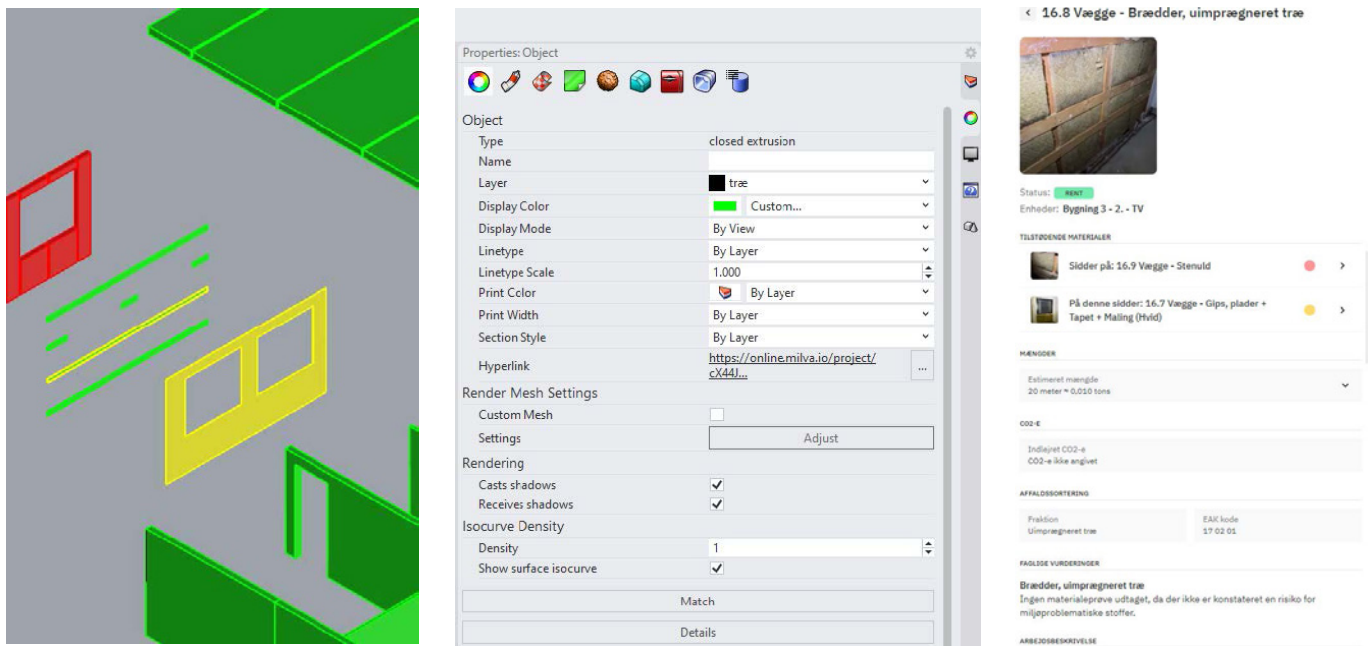 Properties: Object
Object
Type closed extrusion
Name
Layer træ
Display Color Custom...
Display Mode By View
Linetype By Layer
Linetype Scale 1.000
Print Color By Layer
Print Width By Layer
Section Style By Layer
Hyperlink https://online.milva.io/project/
cX44J... ...
Render Mesh Settings
Custom Mesh
Settings Adjust
Rendering
Casts shadows
Receives shadows
Isocurve Density
Density 1
Show surface isocurve
Match
Details
16.8 Vægge - Brædder, uimprægneret træ
Status: RENT
Enheder: Bygning 3 - 2. - TV
TILSTØDENDE MATERIALER
Sidder på: 16.9 Vægge - Stenuld
På denne sidder: 16.7 Vægge - Gips, plader +
Tapet + Maling (Hvid)
MÆNGDER
Estimeret mængde
20 meter ≈ 0,010 tons
CO2-E
Indlejret CO2-e
CO2-e ikke angivet
AFFALDSSORTERING
Fraktion EAK kode
Uimprægneret træ 17 02 01
FAGLIGE VURDERINGER
Brædder, uimprægneret træ
Ingen materialeprøve udtaget, da der ikke er konstateret en risiko for
miljøproblematiske stoffer.
ARBEJDSBESKRIVELSE